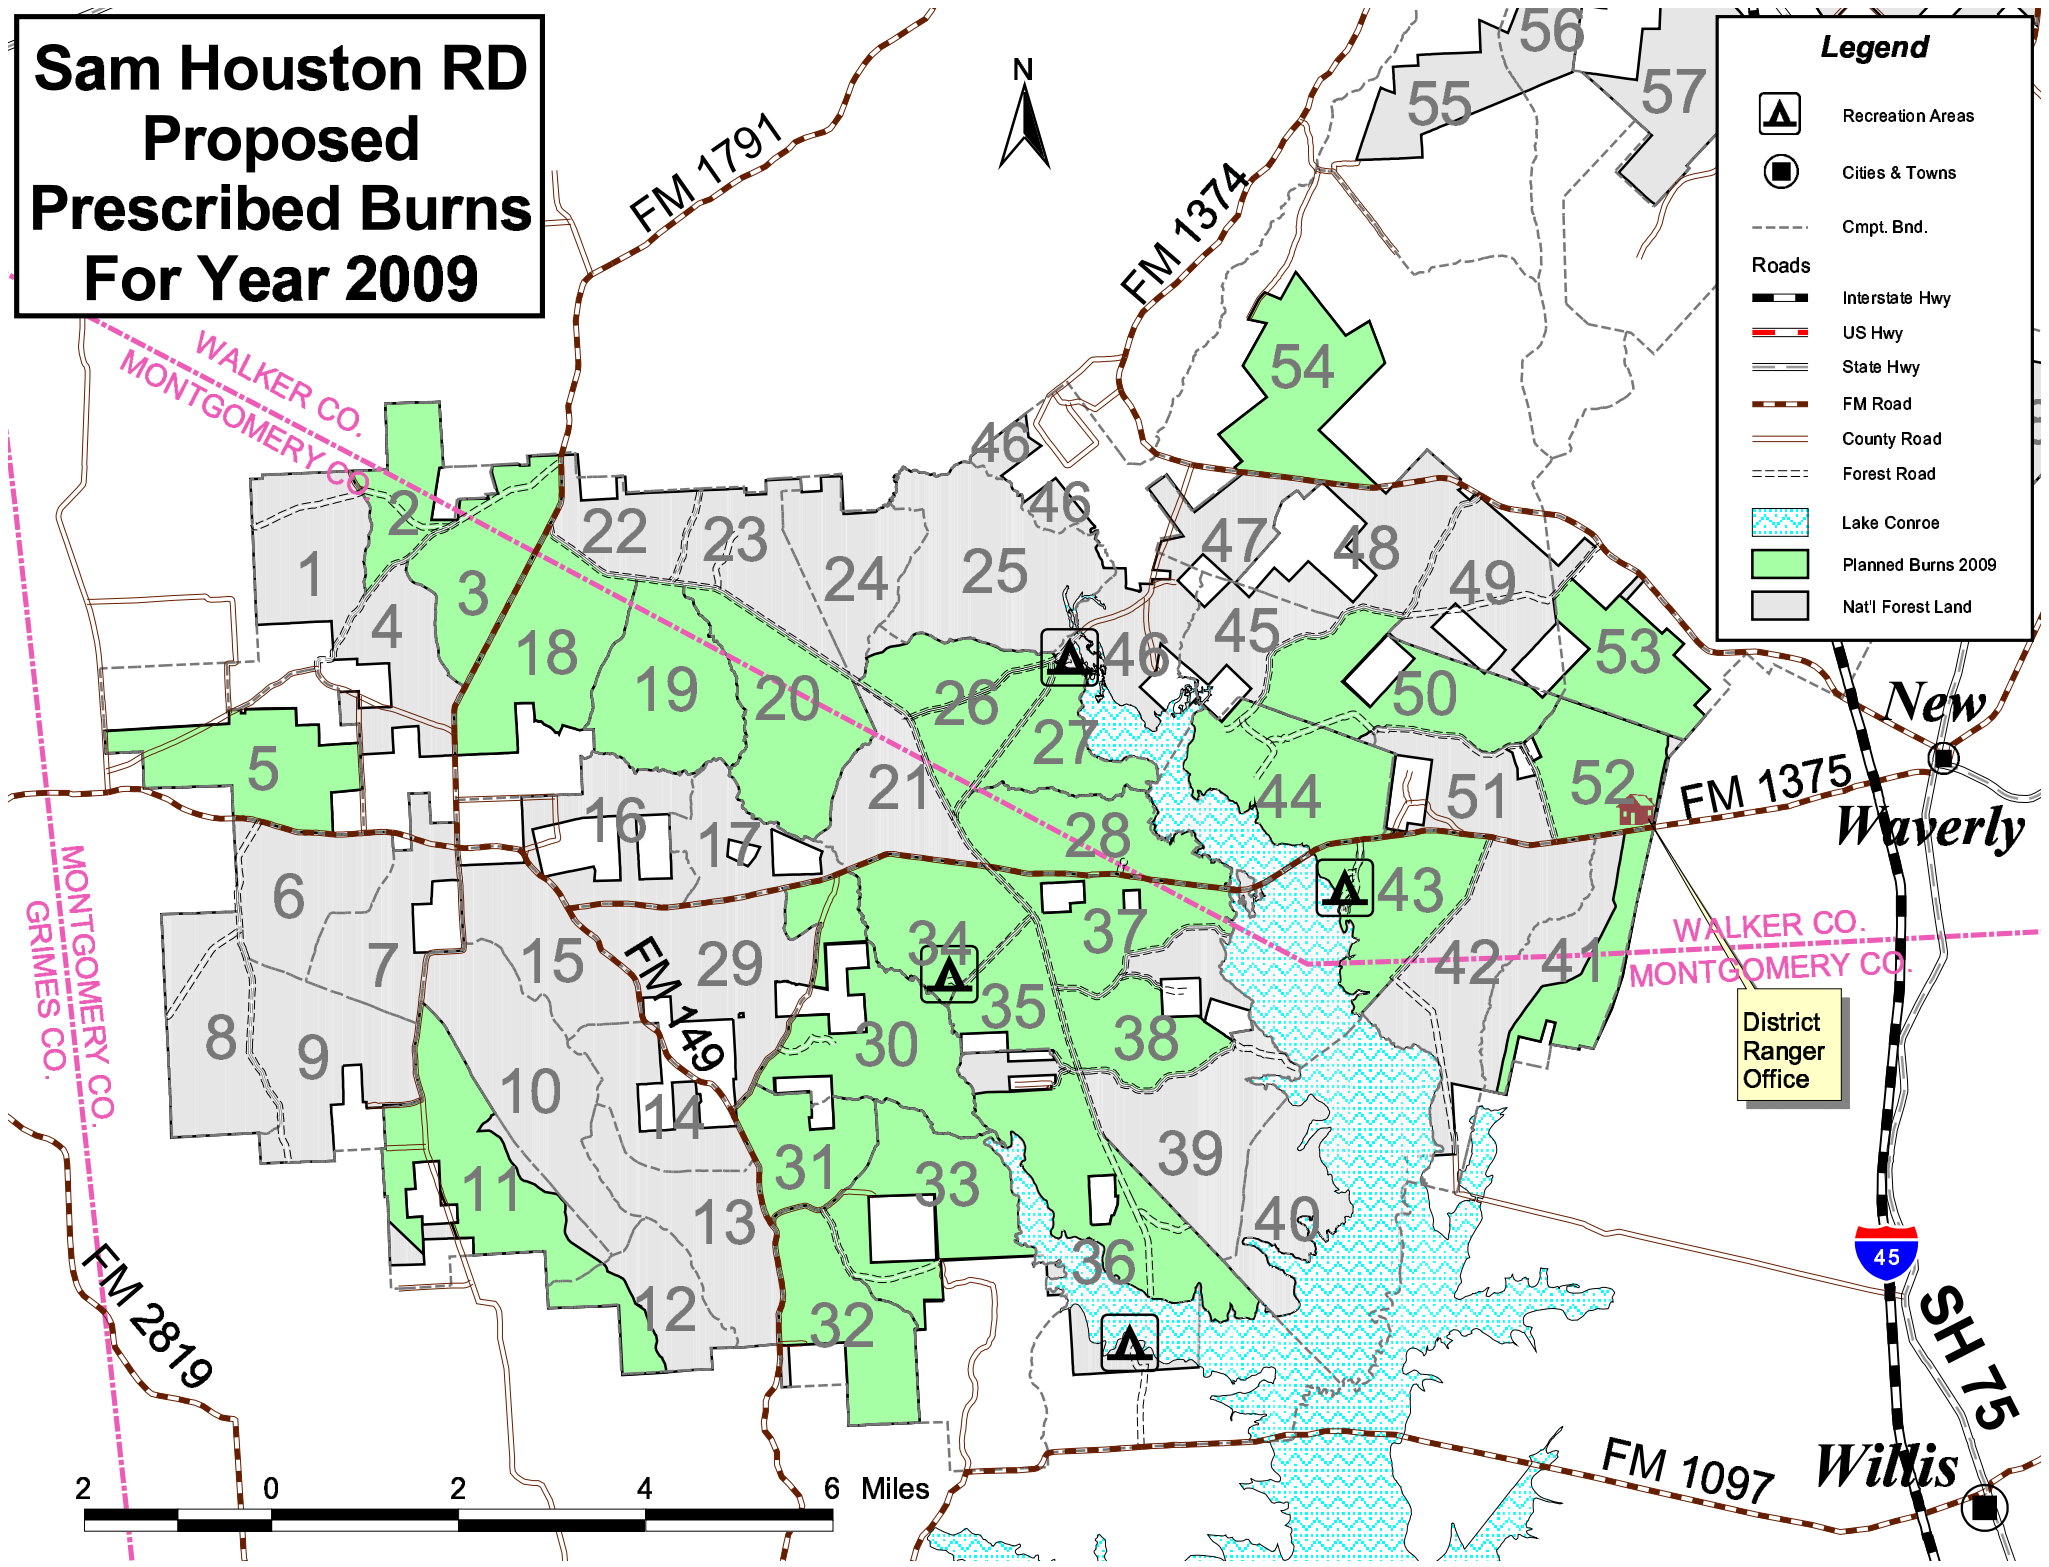 Sam Houston RD
Proposed
Prescribed Burns
For Year 2009
N
Legend
Recreation Areas
Cities & Towns
Cmpt. Bnd.
Roads
Interstate Hwy
US Hwy
State Hwy
FM Road
County Road
Forest Road
Lake Conroe
Planned Burns 2009
Nat'l Forest Land
FM 1791
FM 1374
WALKER CO.
MONTGOMERY CO.
56
55
57
54
46
46
1
2
3
4
5
22
23
24
25
47
48
49
18
19
20
26
27
46
45
50
53
21
28
44
51
52
New
Waverly
FM 1375
16
17
6
7
8
9
15
29
34
37
43
42
41
WALKER CO.
MONTGOMERY CO.
MONTGOMERY CO.
GRIMES CO.
FM 149
35
30
38
10
14
11
31
33
39
13
40
36
12
32
District
Ranger
Office
45
SH 75
FM 2819
FM 1097
Willis
2 0 2 4 6 Miles